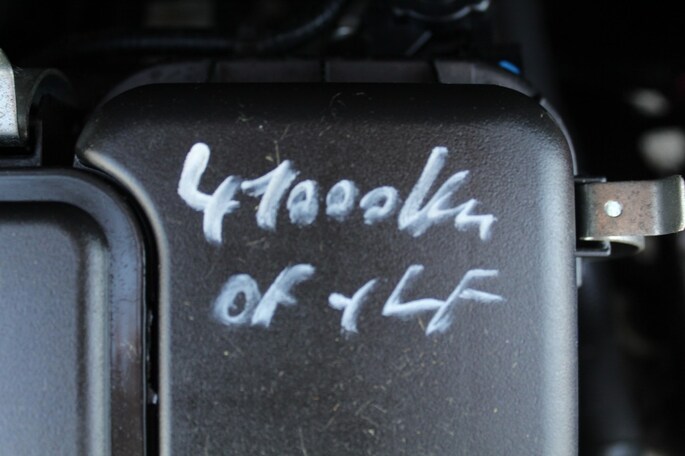 41000Km
OF + LF